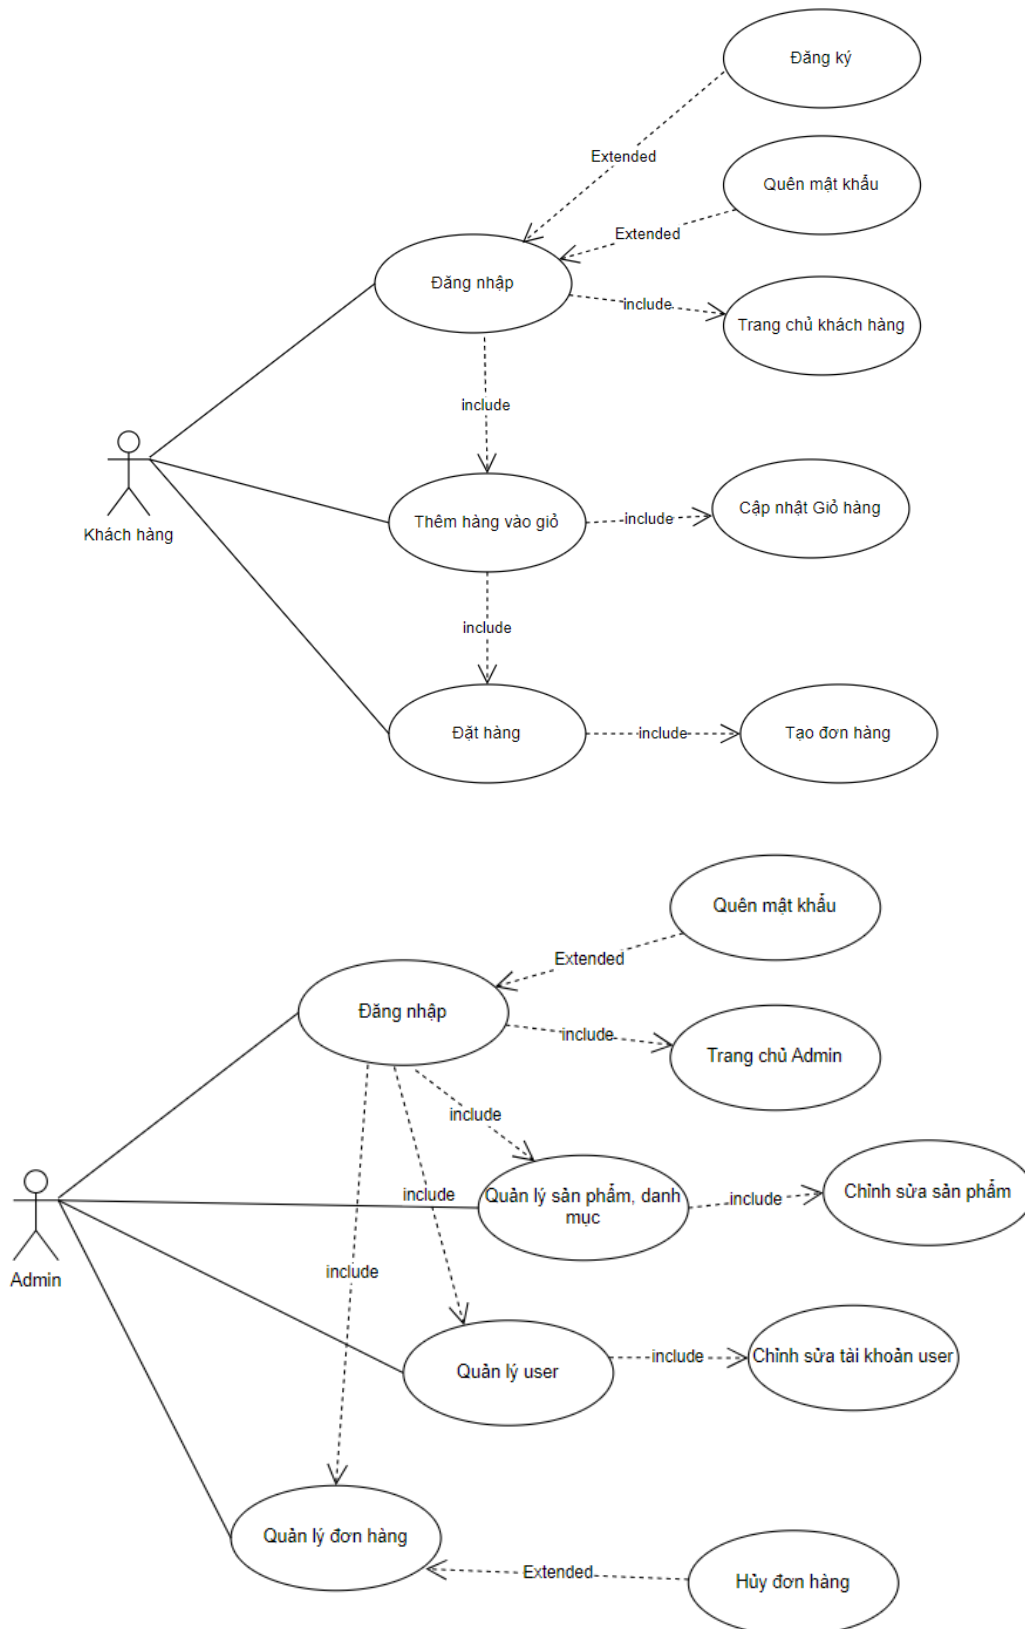 Đăng ký
Extended
Quên mật khẩu
Extended
Đăng nhập
include
Trang chủ khách hàng
include
Khách hàng
Thêm hàng vào giỏ
include
Cập nhật Giỏ hàng
include
Đặt hàng
include
Tạo đơn hàng
Quên mật khẩu
Extended
Đăng nhập
include
Trang chủ Admin
include
Admin
include
Quản lý sản phẩm, danh
mục
include
Chỉnh sửa sản phẩm
include
Quản lý user
include
Chỉnh sửa tài khoản user
Quản lý đơn hàng
Extended
Hủy đơn hàng